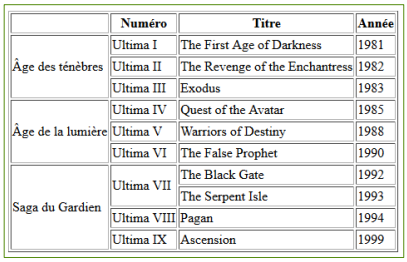 Numéro Titre Année
Âge des ténèbres Ultima I The First Age of Darkness 1981
Ultima II The Revenge of the Enchantress 1982
Ultima III Exodus 1983
Âge de la lumière Ultima IV Quest of the Avatar 1985
Ultima V Warriors of Destiny 1988
Ultima VI The False Prophet 1990
Saga du Gardien Ultima VII The Black Gate 1992
The Serpent Isle 1993
Ultima VIII Pagan 1994
Ultima IX Ascension 1999